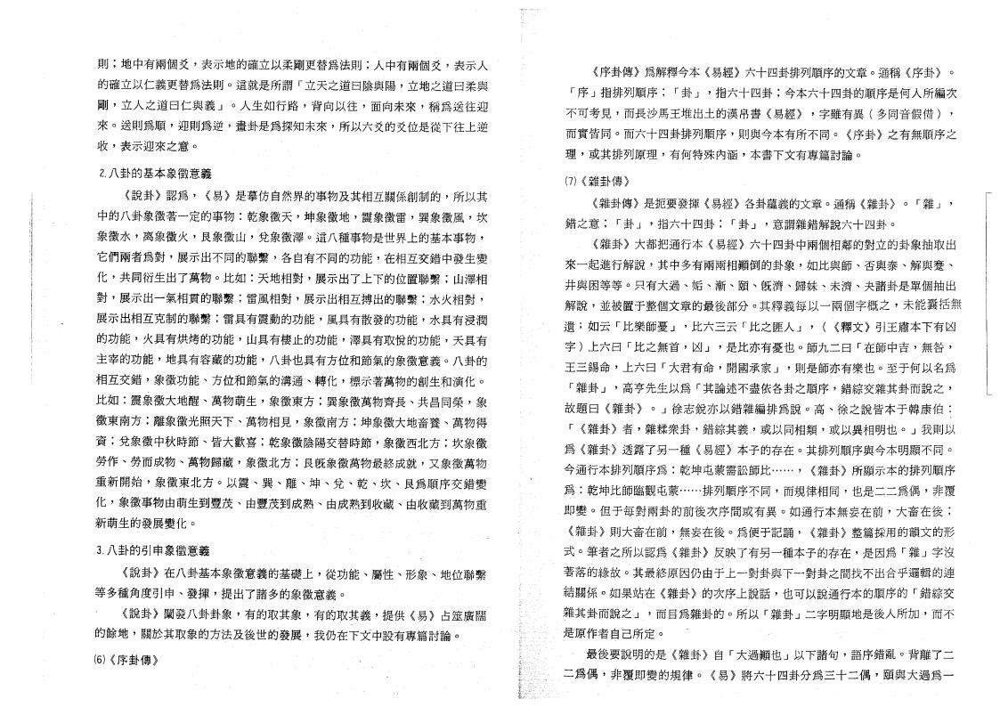 則；地中有兩個爻，表示地的確立以柔剛更替爲法則；人中有兩個爻，表示人
的確立以仁義更替爲法則。這就是所謂「立天之道曰陰與陽，立地之道曰柔與
剛，立人之道曰仁與義」。人生如行路，背向以往，面向未來，稱爲送往迎
來。送則爲順，迎則爲逆，畫卦是爲探知未來，所以六爻的爻位是從下往上逆
收，表示迎來之意。
2.八卦的基本象徵意義
《說卦》認爲，《易》是摹仿自然界的事物及其相互關係創制的，所以其
中的八卦象徵著一定的事物：乾象徵天，坤象徵地，震象徵雷，巽象徵風，坎
象徵水，离象徵火，艮象徵山，兌象徵澤。這八種事物是世界上的基本事物，
它們兩者爲對，展示出不同的聯繫，各自有不同的功能，在相互交錯中發生變
化，共同衍生出了萬物。比如：天地相對，展示出了上下的位置聯繫；山澤相
對，展示出一氣相貫的聯繫；雷風相對，展示出相互搏出的聯繫；水火相對，
展示出相互克制的聯繫；雷具有震動的功能，風具有散發的功能，水具有浸潤
的功能，火具有烘烤的功能，山具有棲止的功能，澤具有取悅的功能，天具有
主宰的功能，地具有容藏的功能，八卦也具有方位和節氣的象徵意義。八卦的
相互交錯，象徵功能、方位和節氣的溝通、轉化，標示著萬物的創生和演化。
比如：震象徵大地醒、萬物萌生，象徵東方；巽象徵萬物齊長、共昌同榮，象
徵東南方；離象徵光照天下、萬物相見，象徵南方；坤象徵大地畜養、萬物得
資；兌象徵中秋時節、皆大歡喜；乾象徵陰陽交替時節，象徵西北方；坎象徵
勞作、勞而成物、萬物歸藏，象徵北方；艮既象徵萬物最終成就，又象徵萬物
重新開始，象徵東北方。以震、巽、離、坤、兌、乾、坎、艮爲順序交錯變
化，象徵事物由萌生到豐茂、由豐茂到成熟、由成熟到收藏、由收藏到萬物重
新萌生的發展變化。
3.八卦的引申象徵意義
《說卦》在八卦基本象徵意義的基礎上，從功能、屬性、形象、地位聯繫
等多種角度引申、發揮，提出了諸多的象徵意義。
《說卦》闡發八卦卦象，有的取其象，有的取其義，提供《易》占筮廣闊
的餘地，關於其取象的方法及後世的發展，我仍在下文中設有專篇討論。
⑹《序卦傳》
《序卦傳》爲解釋今本《易經》六十四卦排列順序的文章。通稱《序卦》。
「序」指排列順序；「卦」，指六十四卦；今本六十四卦的順序是何人所編次
不可考見，而長沙馬王堆出土的漢帛書《易經》，字雖有異（多同音假借），
而實皆同。而六十四卦排列順序，則與今本有所不同。《序卦》之有無順序之
理，或其排列原理，有何特殊內涵，本書下文有專篇討論。
⑺《雜卦傳》
《雜卦傳》是扼要發揮《易經》各卦蘊義的文章。通稱《雜卦》。「雜」，
錯之意；「卦」，指六十四卦；「卦」，意謂雜錯解說六十四卦。
《雜卦》大都把通行本《易經》六十四卦中兩個相鄰的對立的卦象抽取出
來一起進行解說，其中多有兩兩相顚倒的卦象，如比與師、否與泰、解與蹇、
井與困等等。只有大過、姤、漸、頤、旣濟、歸妹、未濟、夬諸卦是單個抽出
解說，並被置于整個文章的最後部分。其釋義每以一兩個字概之，未能囊括無
遺；如云「比樂師憂」，比六三云「比之匪人」，（《釋文》引王肅本下有凶
字）上六曰「比之無首，凶」，是比亦有憂也。師九二曰「在師中吉，無咎，
王三錫命，上六曰「大君有命，開國承家」，則是師亦有樂也。至于何以名爲
「雜卦」，高亨先生以爲「其論述不盡依各卦之順序，錯綜交雜其卦而說之，
故題曰《雜卦》。」徐志銳亦以錯雜編排爲說。高、徐之說皆本于韓康伯：
「《雜卦》者，雜糅衆卦，錯綜其義，或以同相類，或以異相明也。」我則以
爲《雜卦》透露了另一種《易經》本子的存在。其排列順序與今本明顯不同。
今通行本排列順序爲：乾坤屯蒙需訟師比……，《雜卦》所顯示本的排列順序
爲：乾坤比師臨觀屯蒙……排列順序不同，而規律相同，也是二二爲偶，非覆
即變。但于每對兩卦的前後次序間或有異。如通行本無妄在前，大畜在後；
《雜卦》則大畜在前，無妄在後。爲便于記誦，《雜卦》整篇採用的韻文的形
式。筆者之所以認爲《雜卦》反映了有另一種本子的存在，是因爲「雜」字沒
著落的緣故。其最終原因仍由于上一對卦與下一對卦之間找不出合乎邏輯的連
結關係。如果站在《雜卦》的次序上說話，也可以說通行本的順序的「錯綜交
雜其卦而說之」，而目爲雜卦的。所以「雜卦」二字明顯地是後人所加，而不
是原作者自己所定。
最後要說明的是《雜卦》自「大過顚也」以下諸句，語序錯亂。背離了二
二爲偶，非覆即變的規律。《易》將六十四卦分爲三十二偶，頤與大過爲一